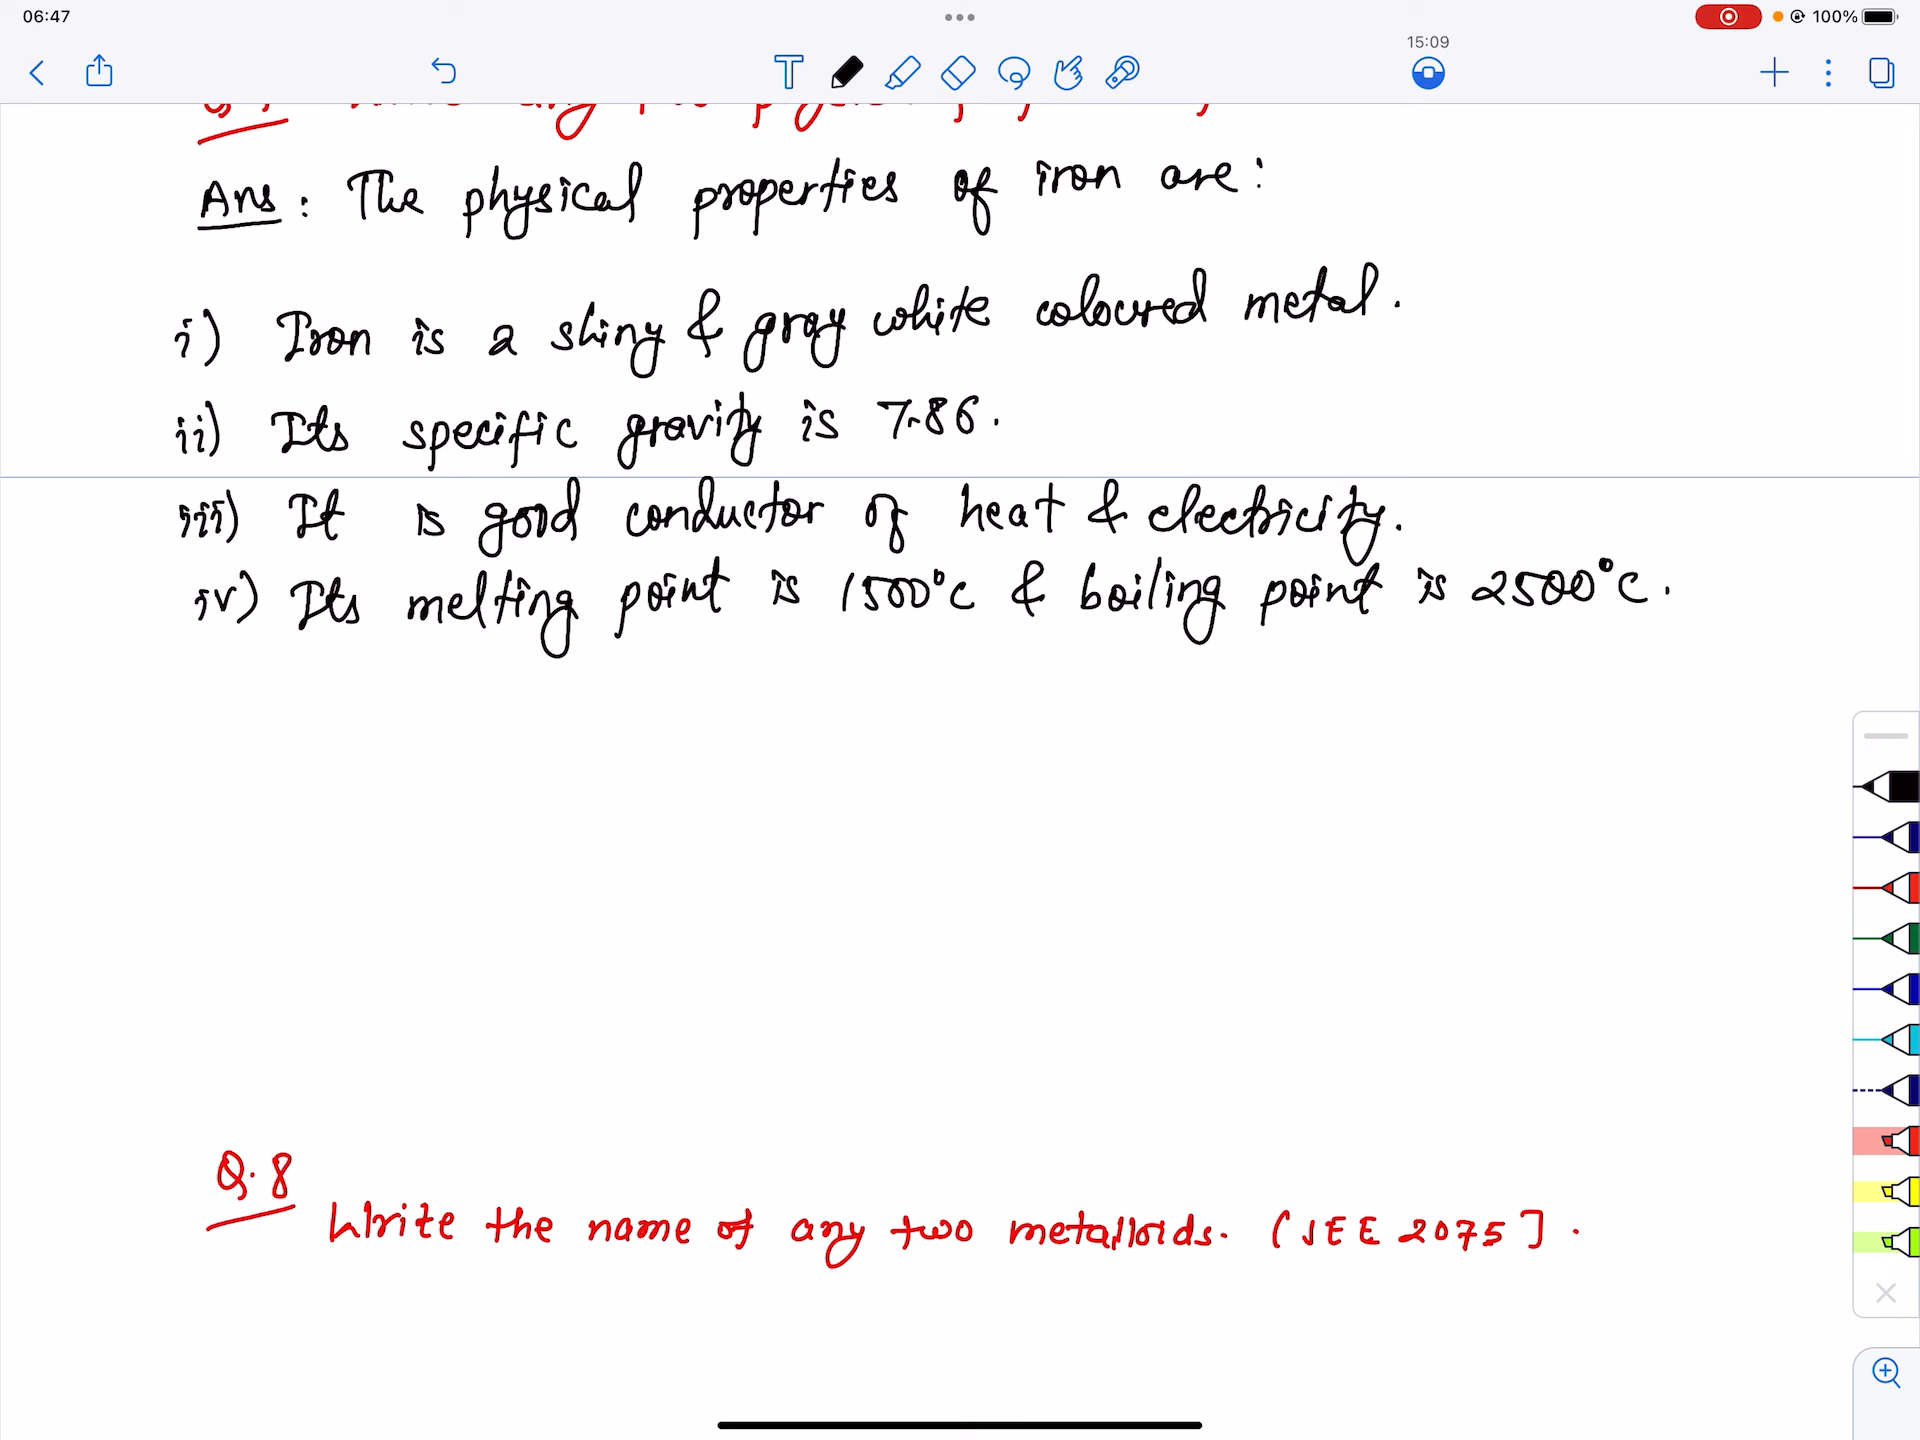 06:47
100%
15:09
any
Ans : The physical properties of iron are:
i) Iron is a shiny & gray white coloured metal.
ii) Its specific gravity is 7.86.
iii) It is good conductor of heat & electricity.
iv) Its melting point is 1500°c & boiling point is 2500°c.
Q.8
Write the name of any two metalloids. (SEE 2075].